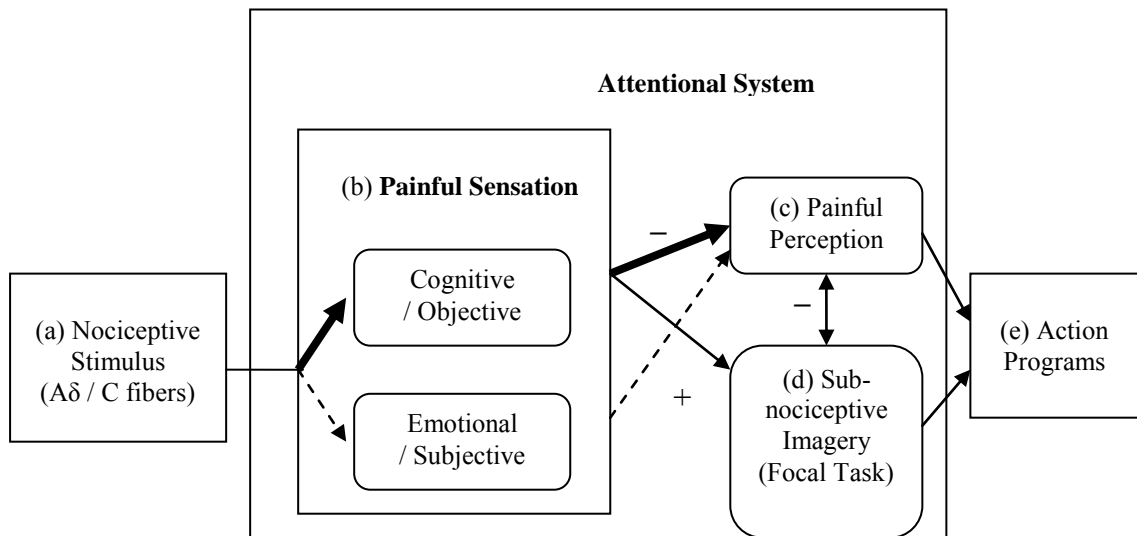 Attentional System
(b) Painful Sensation
Cognitive
/ Objective
Emotional
/ Subjective
(a) Nociceptive
Stimulus
(Aδ / C fibers)
−
+
(c) Painful
Perception
−
(d) Sub-
nociceptive
Imagery
(Focal Task)
(e) Action
Programs